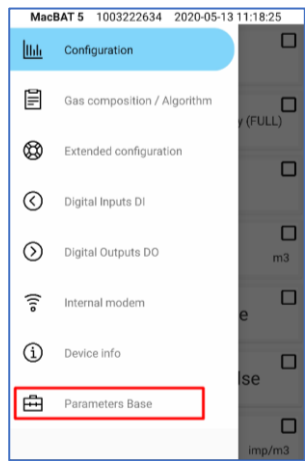 MacBAT 5 1003222634 2020-05-13 11:18:25
Configuration
Gas composition / Algorithm
y (FULL)
Extended configuration
Digital Inputs DI
Digital Outputs DO
m3
Internal modem
e
Device info
lse
Parameters Base
imp/m3